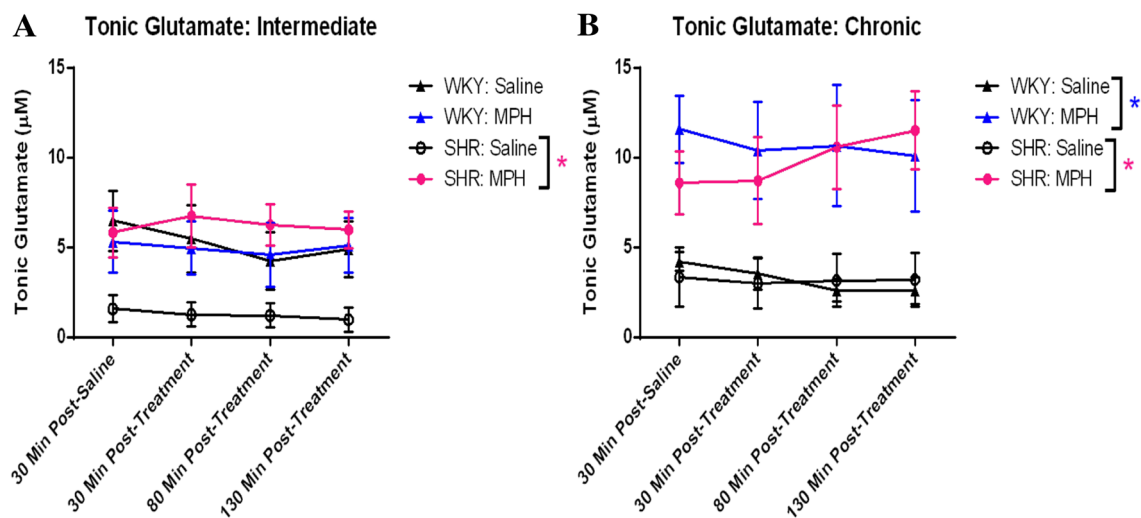 A
Tonic Glutamate: Intermediate
Tonic Glutamate (μM)
15
10
5
0
30 Min Post-Saline
30 Min Post-Treatment
80 Min Post-Treatment
130 Min Post-Treatment
WKY: Saline
WKY: MPH
SHR: Saline
SHR: MPH
*
B
Tonic Glutamate: Chronic
Tonic Glutamate (μM)
15
10
5
0
30 Min Post-Saline
30 Min Post-Treatment
80 Min Post-Treatment
130 Min Post-Treatment
WKY: Saline
WKY: MPH
*
SHR: Saline
SHR: MPH
*